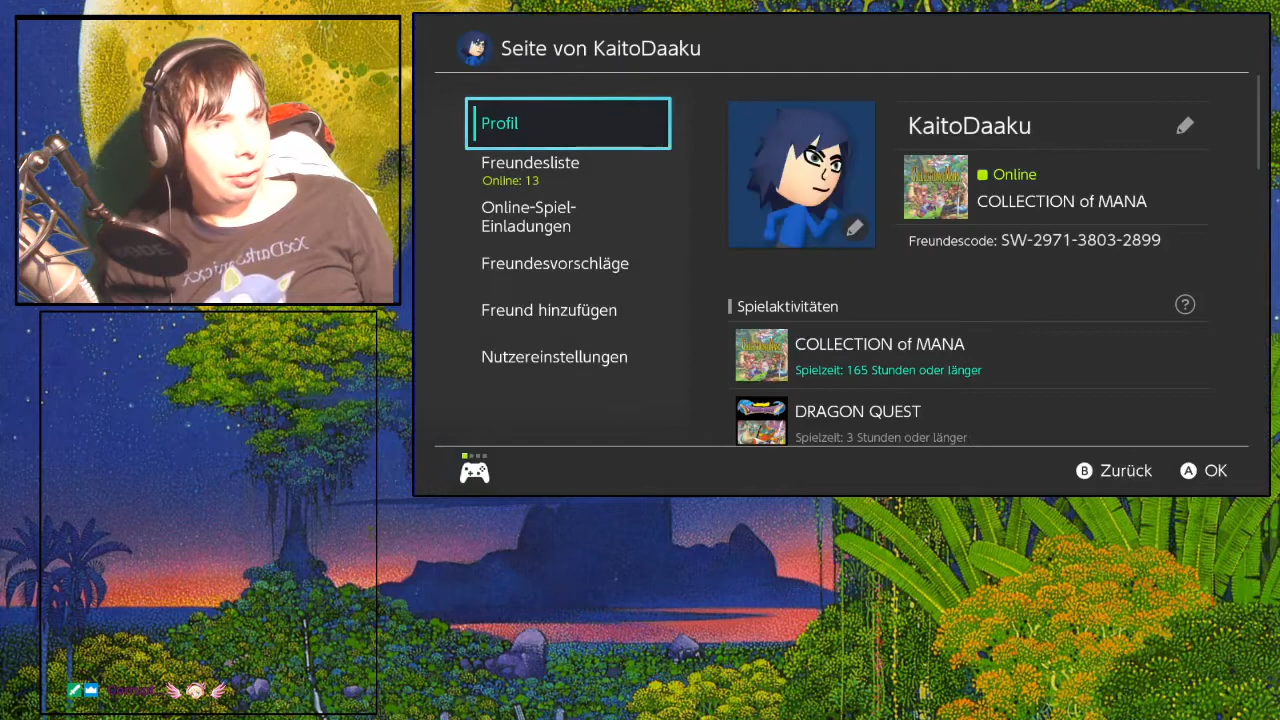 Seite von KaitoDaaku
Profil
Freundesliste
Online: 13
Online-Spiel-
Einladungen
Freundesvorschläge
Freund hinzufügen
Nutzereinstellungen
KaitoDaaku
Online
COLLECTION of MANA
Freundescode: SW-2971-3803-2899
Spielaktivitäten
?
COLLECTION of MANA
Spielzeit: 165 Stunden oder länger
DRAGON QUEST
Spielzeit: 3 Stunden oder länger
B Zurück
A OK